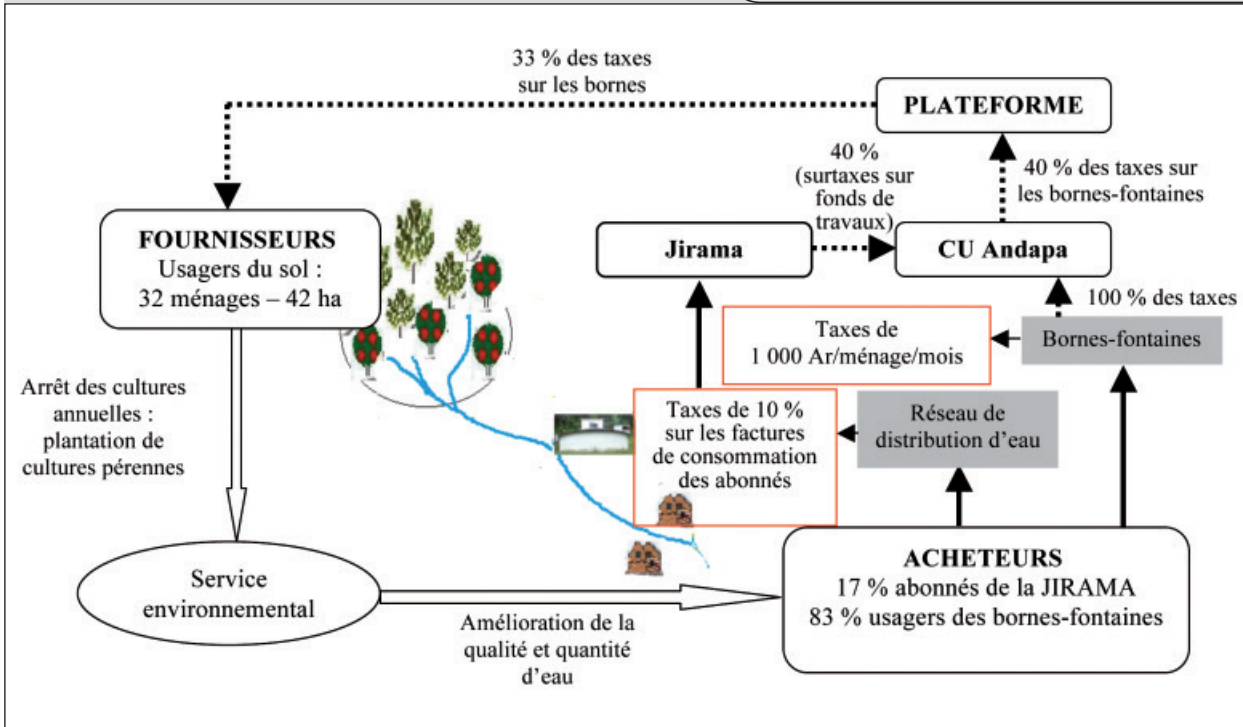 33 % des taxes
sur les bornes
PLATEFORME
40 %
(surtaxes sur
fonds de
travaux)
40 % des taxes sur
les bornes-fontaines
FOURNISSEURS
Usagers du sol :
32 ménages – 42 ha
Jirama
CU Andapa
100 % des taxes
Taxes de
1 000 Ar/ménage/mois
Bornes-fontaines
Arrêt des cultures
annuelles :
plantation de
cultures pérennes
Taxes de 10 %
sur les factures
de consommation
des abonnés
Réseau de
distribution d’eau
Service
environnemental
Amélioration de la
qualité et quantité
d’eau
ACHETEURS
17 % abonnés de la JIRAMA
83 % usagers des bornes-fontaines